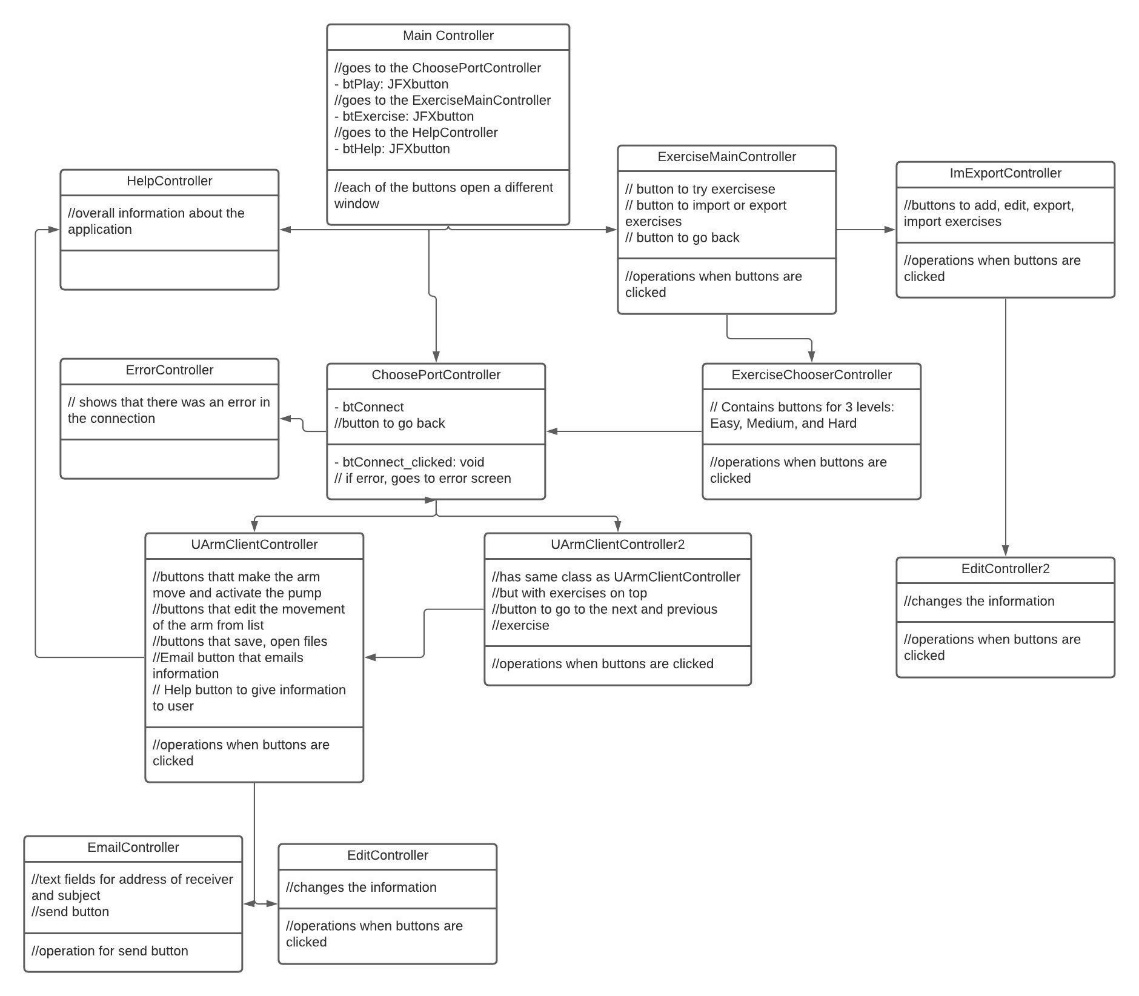 Main Controller
//goes to the ChoosePortController
- btPlay: JFXbutton
//goes to the ExerciseMainController
- btExercise: JFXbutton
//goes to the HelpController
- btHelp: JFXbutton
//each of the buttons open a different
window
HelpController
//overall information about the
application
ExerciseMainController
// button to try exercisese
// button to import or export
exercises
// button to go back
//operations when buttons are
clicked
ImExportController
//buttons to add, edit, export,
import exercises
//operations when buttons are
clicked
ErrorController
// shows that there was an error in
the connection
ChoosePortController
- btConnect
//button to go back
- btConnect_clicked: void
// if error, goes to error screen
ExerciseChooserController
// Contains buttons for 3 levels:
Easy, Medium, and Hard
//operations when buttons are
clicked
UArmClientController
//buttons thatt make the arm
move and activate the pump
//buttons that edit the movement
of the arm from list
//buttons that save, open files
//Email button that emails
information
// Help button to give information
to user
//operations when buttons are
clicked
UArmClientController2
//has same class as UArmClientController
//but with exercises on top
//button to go to the next and previous
//exercise
//operations when buttons are clicked
EditController2
//changes the information
//operations when buttons are
clicked
EmailController
//text fields for address of receiver
and subject
//send button
//operation for send button
EditController
//changes the information
//operations when buttons are
clicked